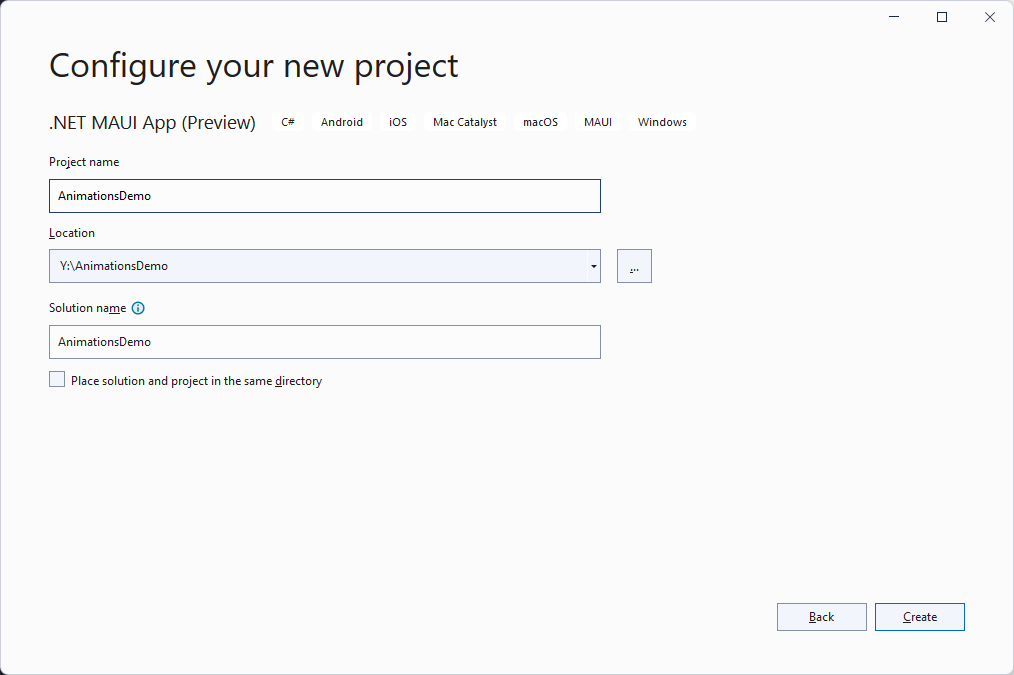 Configure your new project
.NET MAUI App (Preview) C# Android iOS Mac Catalyst macOS MAUI Windows
Project name
AnimationsDemo
Location
Y:\AnimationsDemo
...
Solution name
AnimationsDemo
Place solution and project in the same directory
Back Create